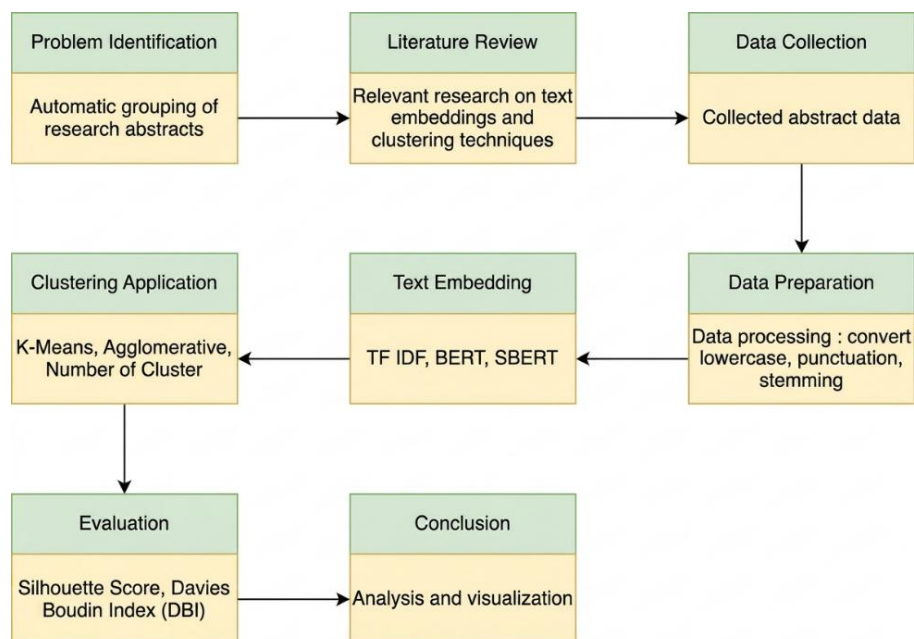 Problem Identification
Automatic grouping of
research abstracts
Literature Review
Relevant research on text
embeddings and
clustering techniques
Data Collection
Collected abstract data
Data Preparation
Data processing : convert
lowercase, punctuation,
stemming
Text Embedding
TF IDF, BERT, SBERT
Clustering Application
K-Means, Agglomerative,
Number of Cluster
Evaluation
Silhouette Score, Davies
Boudin Index (DBI)
Conclusion
Analysis and visualization